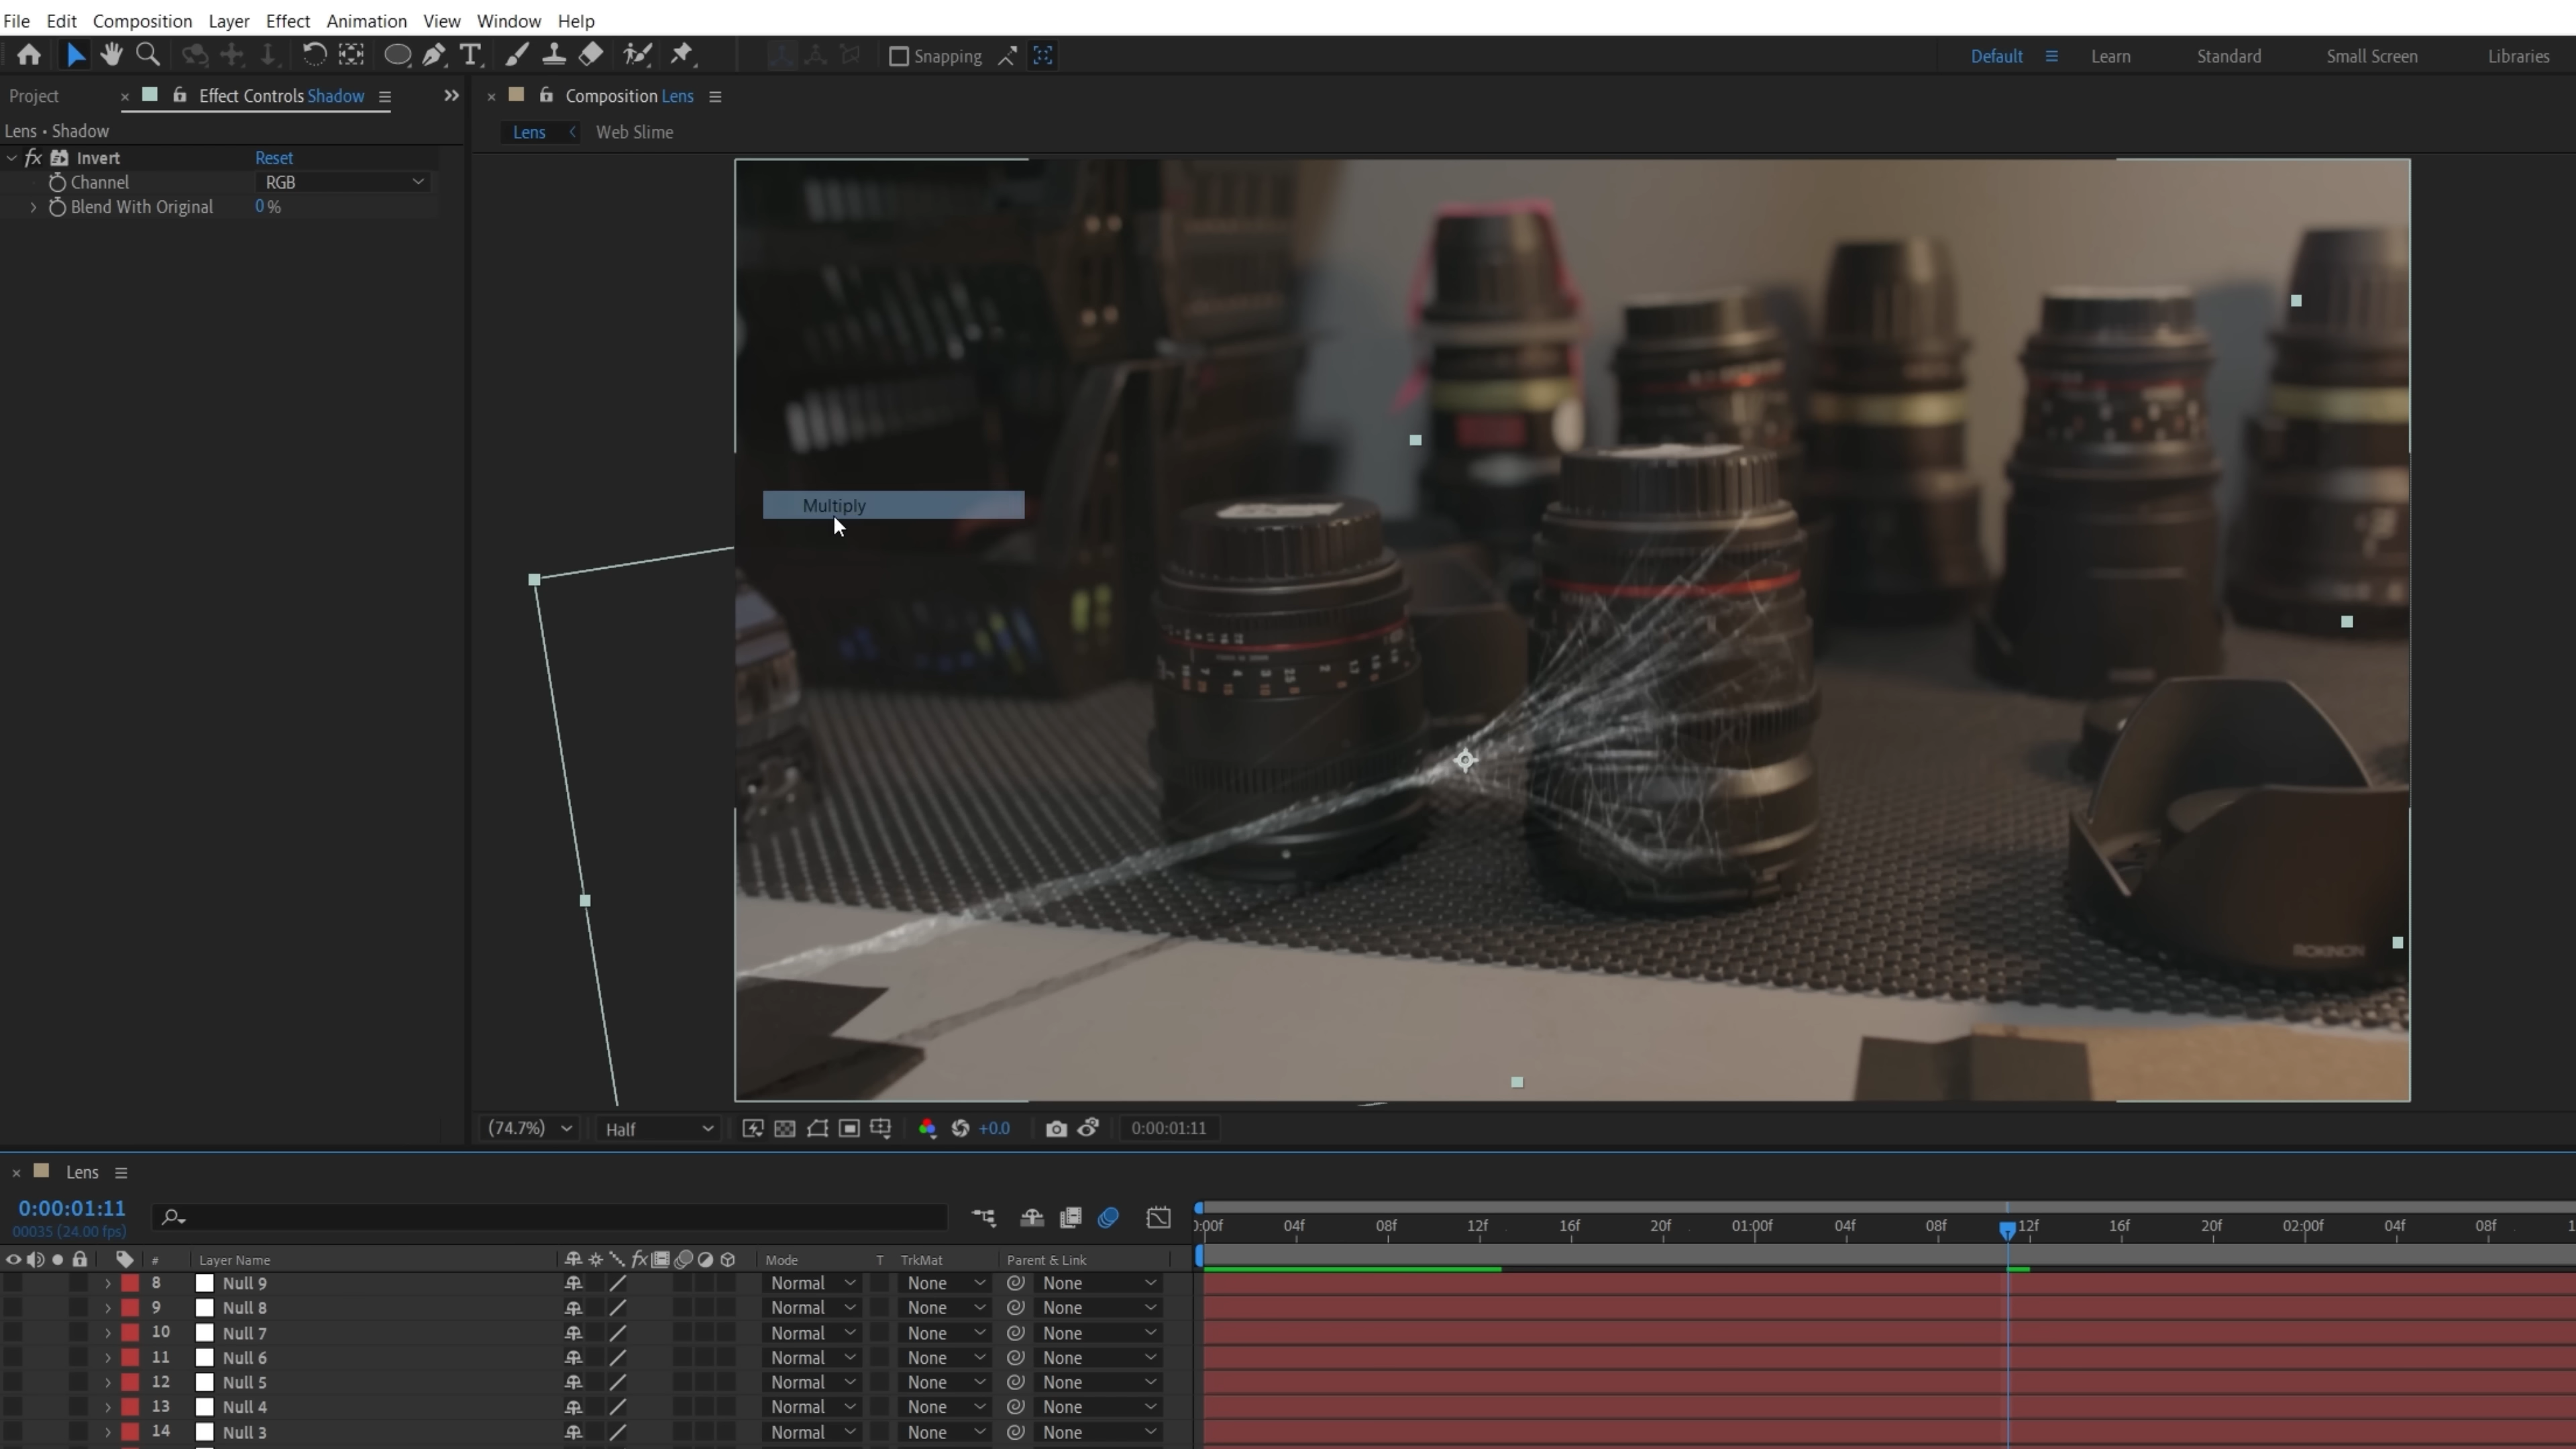 File Edit Composition Layer Effect Animation View Window Help
Snapping Default Learn Standard Small Screen Libraries
Project Effect Controls Shadow Composition Lens
Lens • Shadow
Lens Web Slime
fx Invert Reset
Channel RGB
Blend With Original 0 %
Multiply
ROKINON
(74.7%) Half +0.0 0:00:01:11
Lens
0:00:01:11
00035 (24.00 fps)
0:00f 04f 08f 12f 16f 20f 01:00f 04f 08f 12f 16f 20f 02:00f 04f 08f
# Layer Name fx Mode T TrkMat Parent & Link
8 Null 9 Normal None None
9 Null 8 Normal None None
10 Null 7 Normal None None
11 Null 6 Normal None None
12 Null 5 Normal None None
13 Null 4 Normal None None
14 Null 3 Normal None None